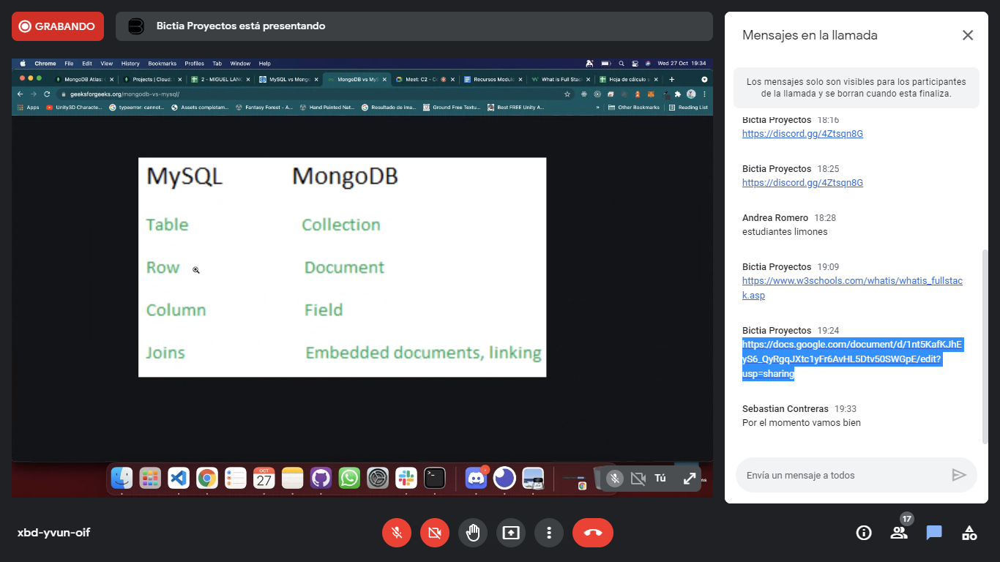 GRABANDO
Bictia Proyectos está presentando
Chrome File Edit View History Bookmarks Profiles Tab Window Help
Wed 27 Oct 19:34
MongoDB Atlas:
Projects | Cloud:
2 - MIGUEL LANC
MySQL vs Mongo
MongoDB vs MyS
Meet: C2 - C
Recursos Modulo
What is Full Stac
Hoja de cálculo s
geeksforgeeks.org/mongodb-vs-mysql/
Apps
Unity3D Characte...
typeerror: cannot...
Assets completam...
Fantasy Forest - A...
Hand Painted Nat...
Resultado de ima...
Ground Free Textu...
Best FREE Unity A...
»
Other Bookmarks
Reading List
MySQL MongoDB
Table Collection
Row Document
Column Field
Joins Embedded documents, linking
OCT
27
Tú
xbd-yvun-oif
Mensajes en la llamada
Los mensajes solo son visibles para los participantes
de la llamada y se borran cuando esta finaliza.
Bictia Proyectos 18:16
https://discord.gg/4Ztsqn8G
Bictia Proyectos 18:25
https://discord.gg/4Ztsqn8G
Andrea Romero 18:28
estudiantes limones
Bictia Proyectos 19:09
https://www.w3schools.com/whatis/whatis_fullstac
k.asp
Bictia Proyectos 19:24
https://docs.google.com/document/d/1nt5KafKJhE
yS6_QyRgqJXtc1yFr6AvHL5Dtv50SWGpE/edit?
usp=sharing
Sebastian Contreras 19:33
Por el momento vamos bien
Envía un mensaje a todos
17